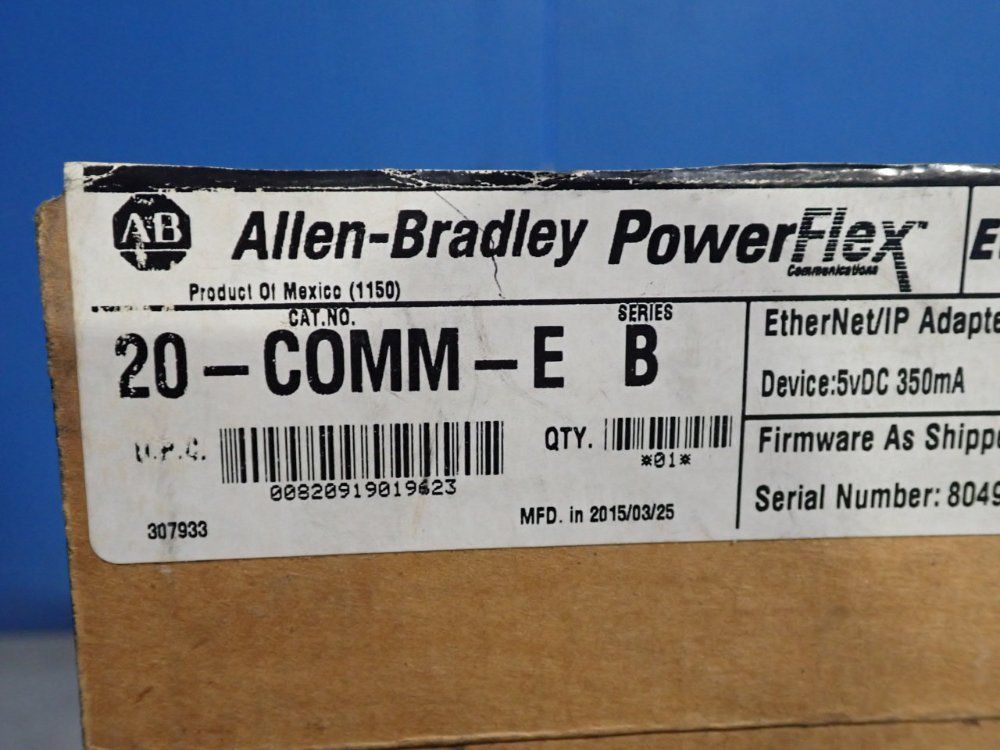 AB Allen-Bradley PowerFlex™
Communications
Product Of Mexico (1150)
CAT.NO. SERIES
20-COMM-E B
EtherNet/IP Adapte
Device:5vDC 350mA
U.P.C. QTY.
*01*
00820919019623
Firmware As Shippe
Serial Number: 8049
307933 MFD. in 2015/03/25